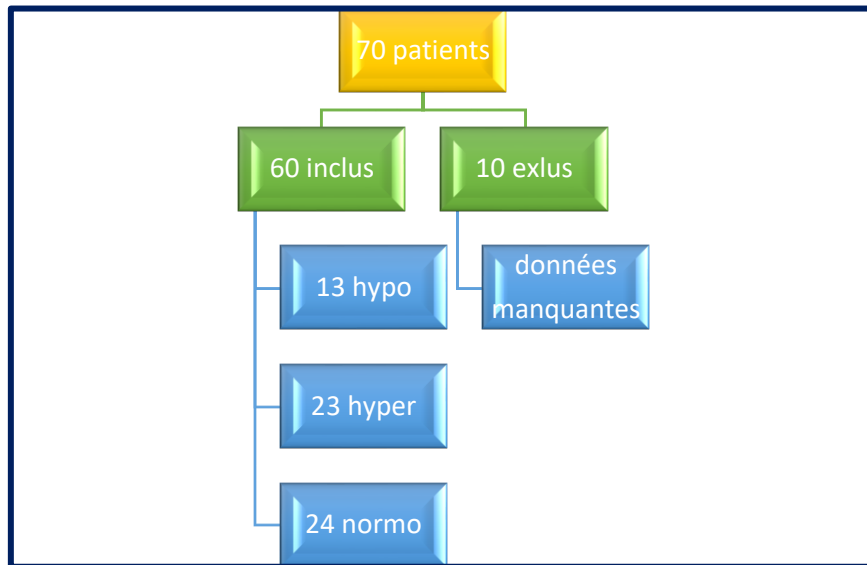 70 patients
60 inclus
10 exlus
13 hypo
données
manquantes
23 hyper
24 normo